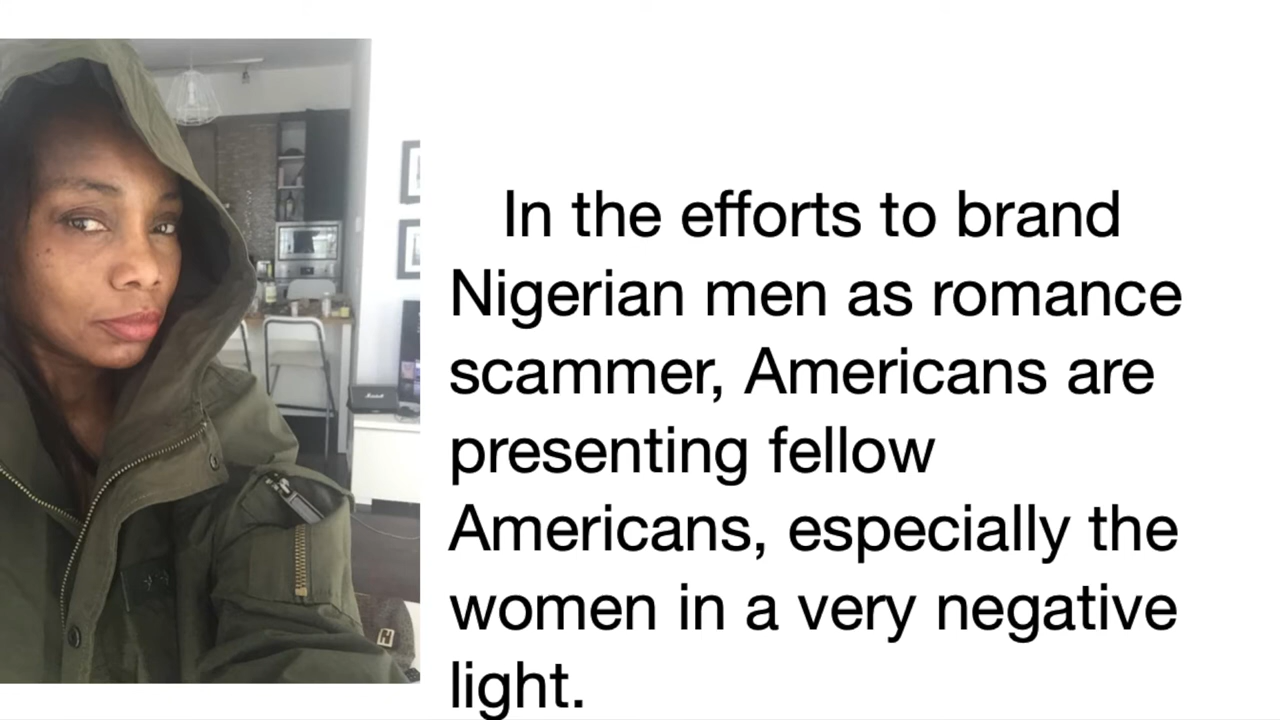 In the efforts to brand
Nigerian men as romance
scammer, Americans are
presenting fellow
Americans, especially the
women in a very negative
light.